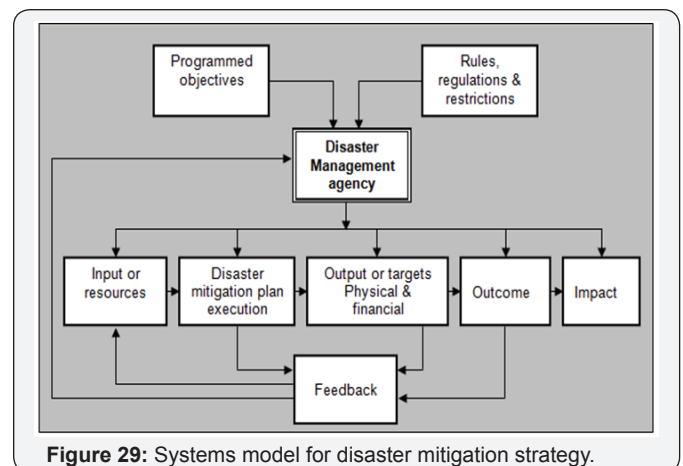 Programmed
objectives
Rules,
regulations &
restrictions
Disaster
Management
agency
Input or
resources
Disaster
mitigation plan
execution
Output or targets
Physical &
financial
Outcome
Impact
Feedback
Figure 29: Systems model for disaster mitigation strategy.